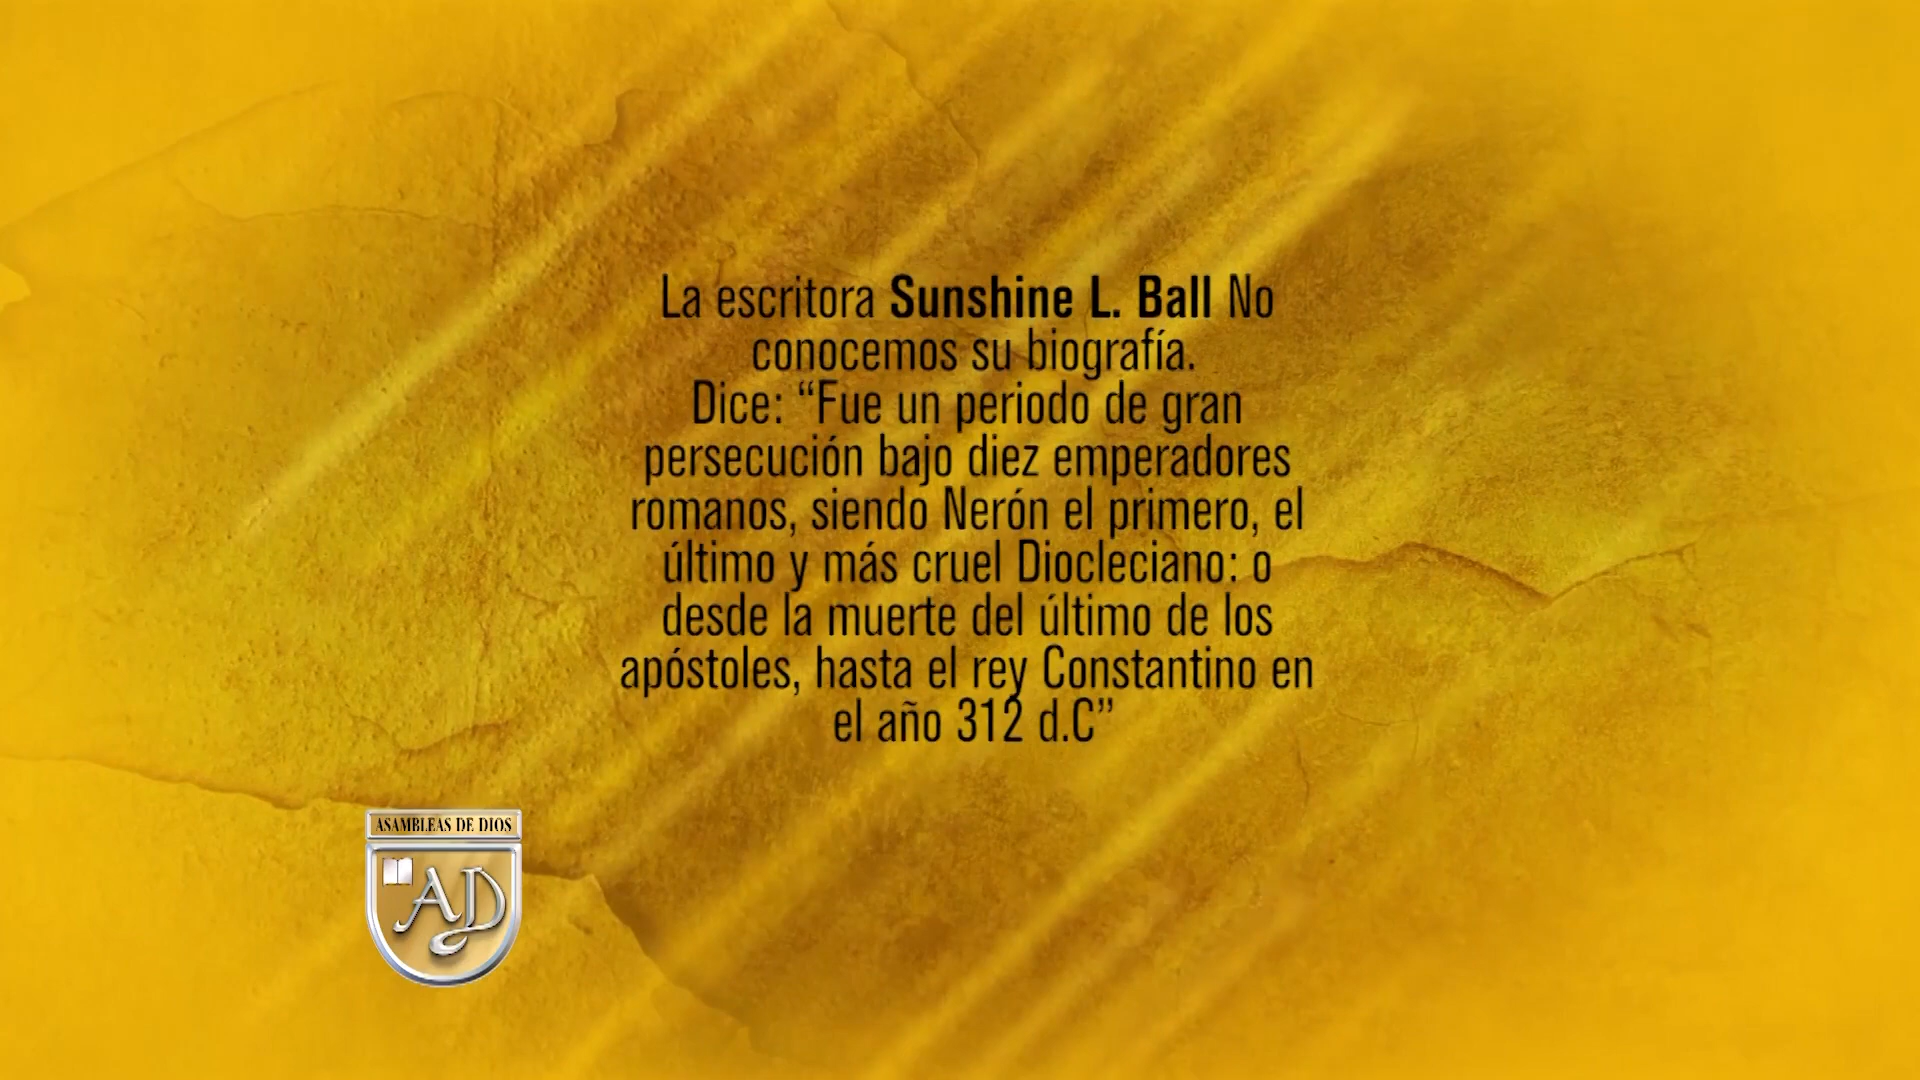 La escritora Sunshine L. Ball No
conocemos su biografía.
Dice: “Fue un periodo de gran
persecución bajo diez emperadores
romanos, siendo Nerón el primero, el
último y más cruel Diocleciano: o
desde la muerte del último de los
apóstoles, hasta el rey Constantino en
el año 312 d.C”
ASAMBLEAS DE DIOS
AD